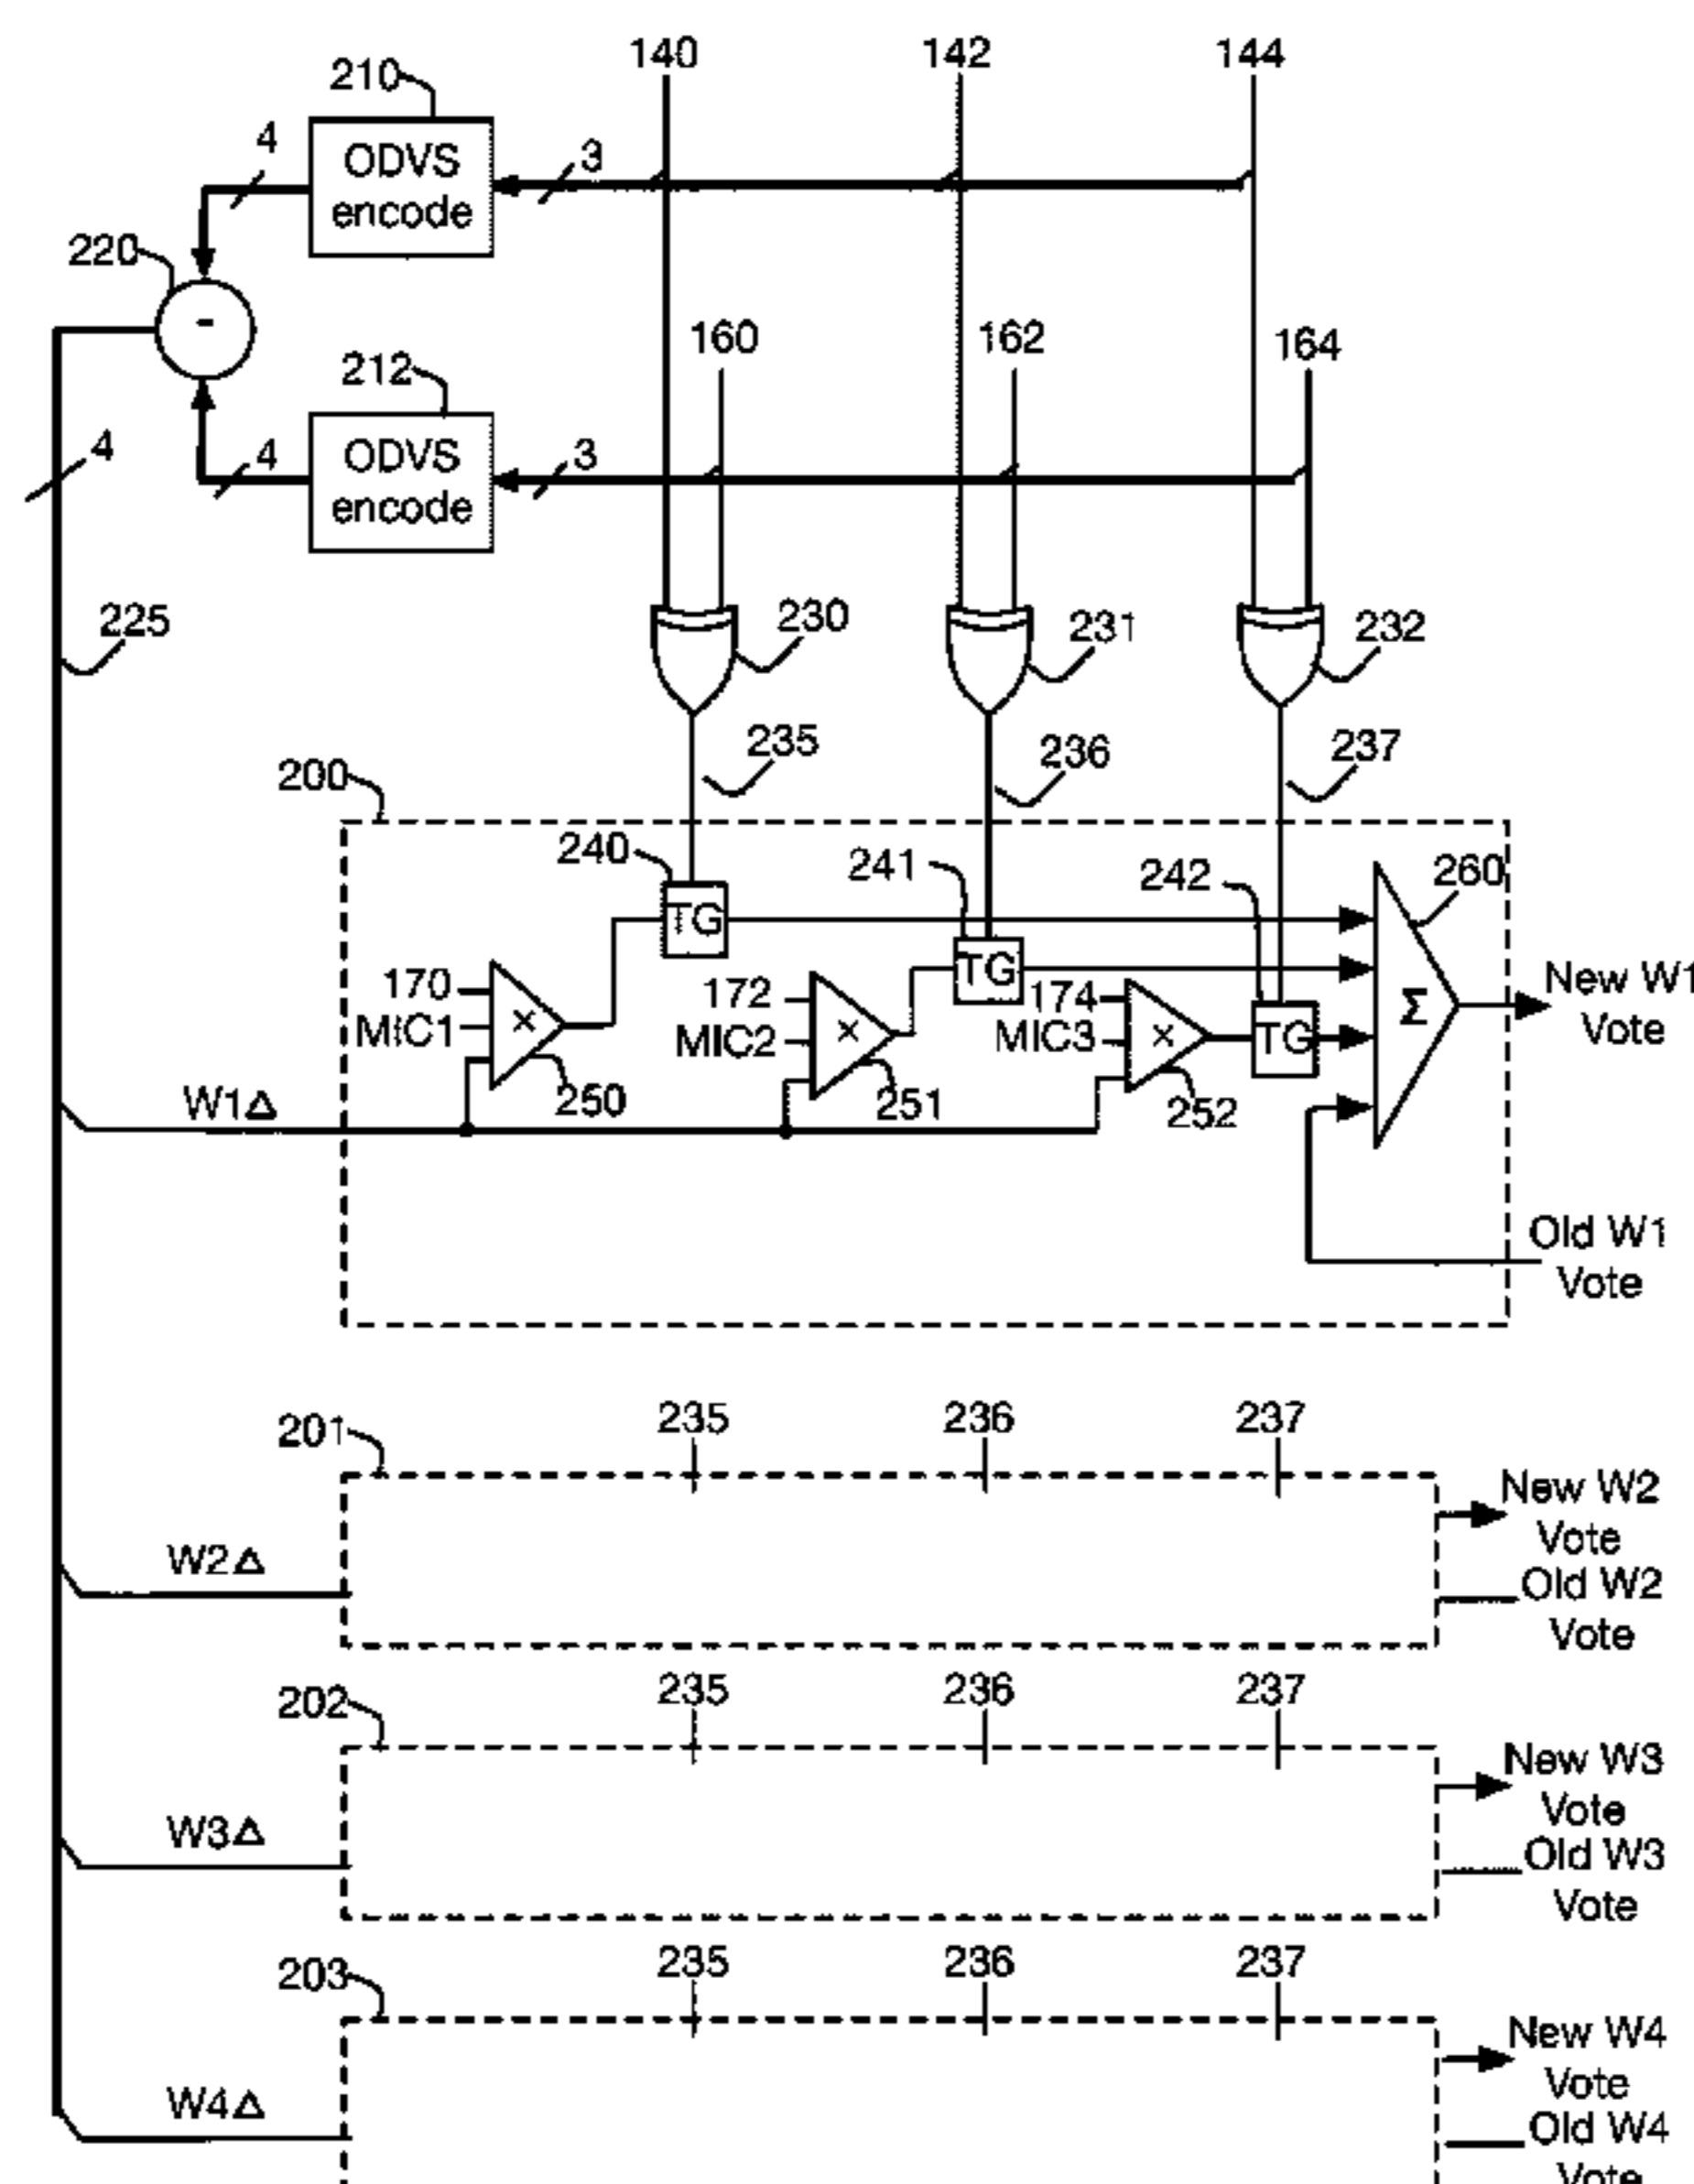 140 142 144
210
4 ODVS 3
encode
220
-
160 162 164
212
4 4 ODVS 3
encode
225 230 231 232
235 236 237
200
240 241 242 260
TG
TG
170 172 174 New W1
MIC1 × MIC2 × MIC3 × TG Σ Vote
W1Δ 250 251 252
Old W1
Vote
201 235 236 237
New W2
Vote
W2Δ Old W2
Vote
202 235 236 237
New W3
Vote
W3Δ Old W3
Vote
203 235 236 237
New W4
Vote
W4Δ Old W4
Vote